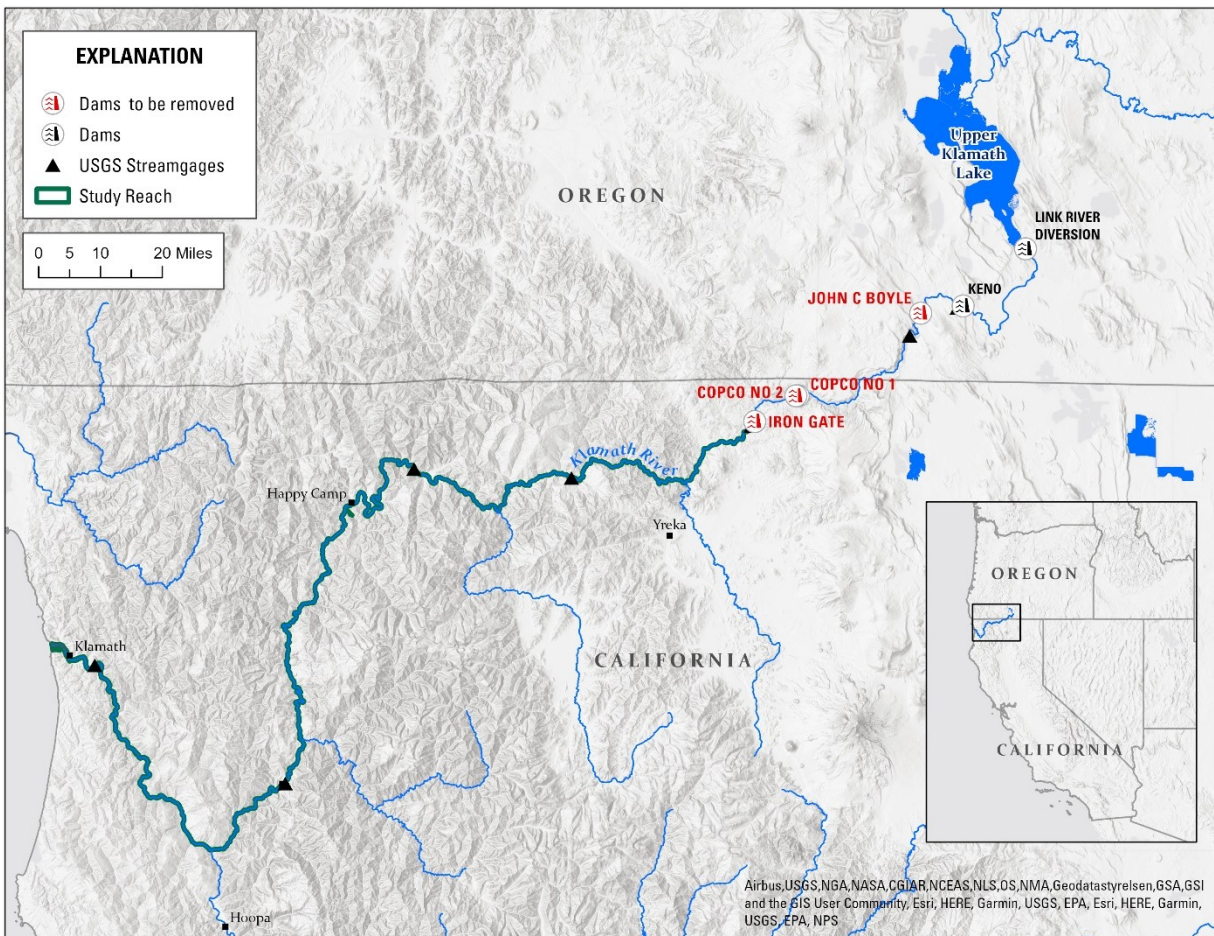 EXPLANATION
Dams to be removed
Dams
USGS Streamgages
Study Reach
0 5 10 20 Miles
OREGON
Upper
Klamath
Lake
LINK RIVER
DIVERSION
KENO
JOHN C BOYLE
COPCO NO 2
COPCO NO 1
IRON GATE
Klamath River
Happy Camp
Yreka
Klamath
CALIFORNIA
Hoopa
OREGON
CALIFORNIA
Airbus,USGS,NGA,NASA,CGIAR,NCEAS,NLS,OS,NMA,Geodatastyrelsen,GSA,GSI
and the GIS User Community, Esri, HERE, Garmin, USGS, EPA, Esri, HERE, Garmin,
USGS, EPA, NPS